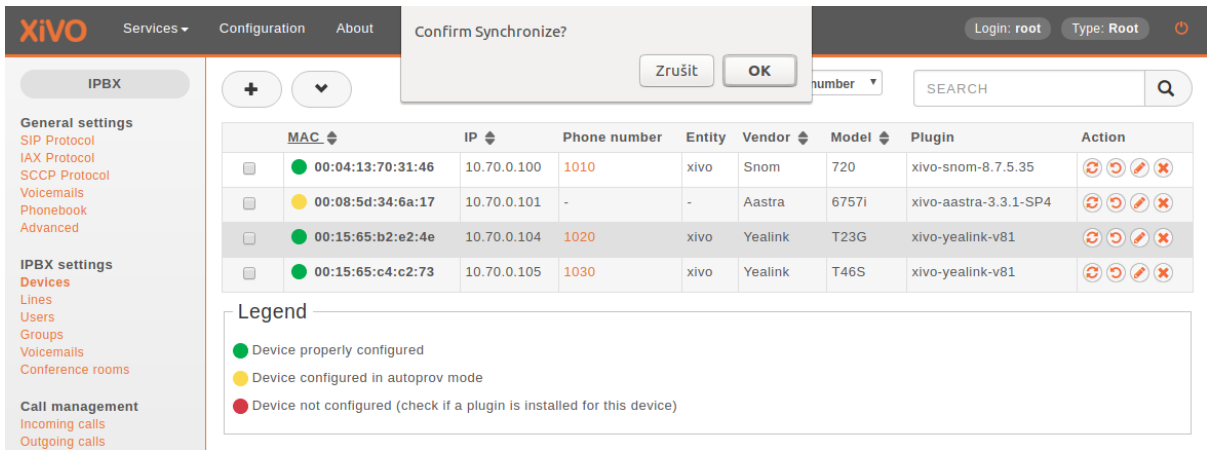 XiVO Services Configuration About Login: root Type: Root
Confirm Synchronize?
Zrušit OK
number SEARCH
IPBX
General settings
SIP Protocol
IAX Protocol
SCCP Protocol
Voicemails
Phonebook
Advanced
IPBX settings
Devices
Lines
Users
Groups
Voicemails
Conference rooms
Call management
Incoming calls
Outgoing calls
MAC IP Phone number Entity Vendor Model Plugin Action
00:04:13:70:31:46 10.70.0.100 1010 xivo Snom 720 xivo-snom-8.7.5.35
00:08:5d:34:6a:17 10.70.0.101 - - Aastra 6757i xivo-aastra-3.3.1-SP4
00:15:65:b2:e2:4e 10.70.0.104 1020 xivo Yealink T23G xivo-yealink-v81
00:15:65:c4:c2:73 10.70.0.105 1030 xivo Yealink T46S xivo-yealink-v81
Legend
Device properly configured
Device configured in autoprov mode
Device not configured (check if a plugin is installed for this device)